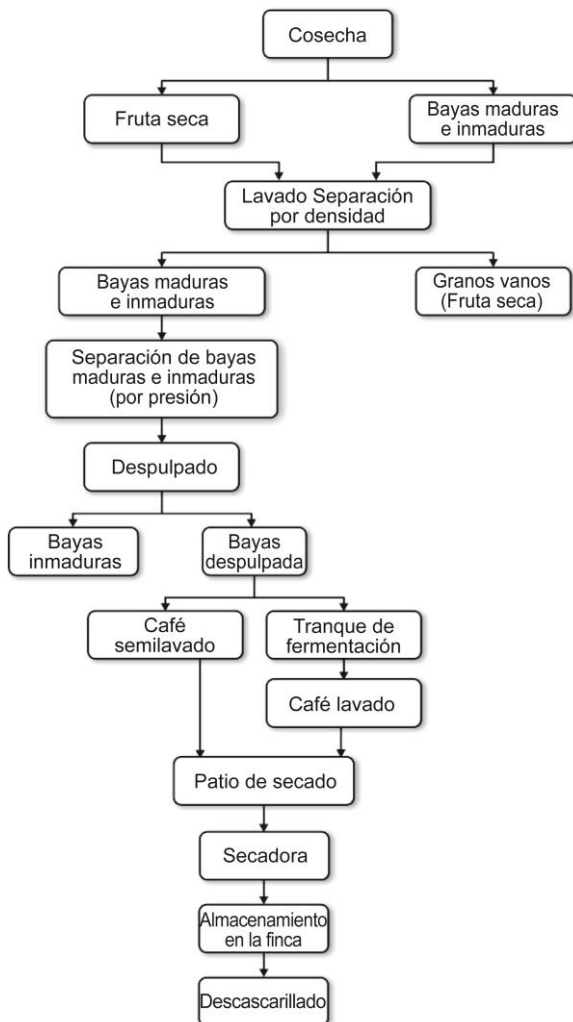 Cosecha
Fruta seca
Bayas maduras
e inmaduras
Lavado Separación
por densidad
Bayas maduras
e inmaduras
Granos vanos
(Fruta seca)
Separación de bayas
maduras e inmaduras
(por presión)
Despulpado
Bayas
inmaduras
Bayas
despulpada
Café
semilavado
Tranque de
fermentación
Café lavado
Patio de secado
Secadora
Almacenamiento
en la finca
Descascarillado